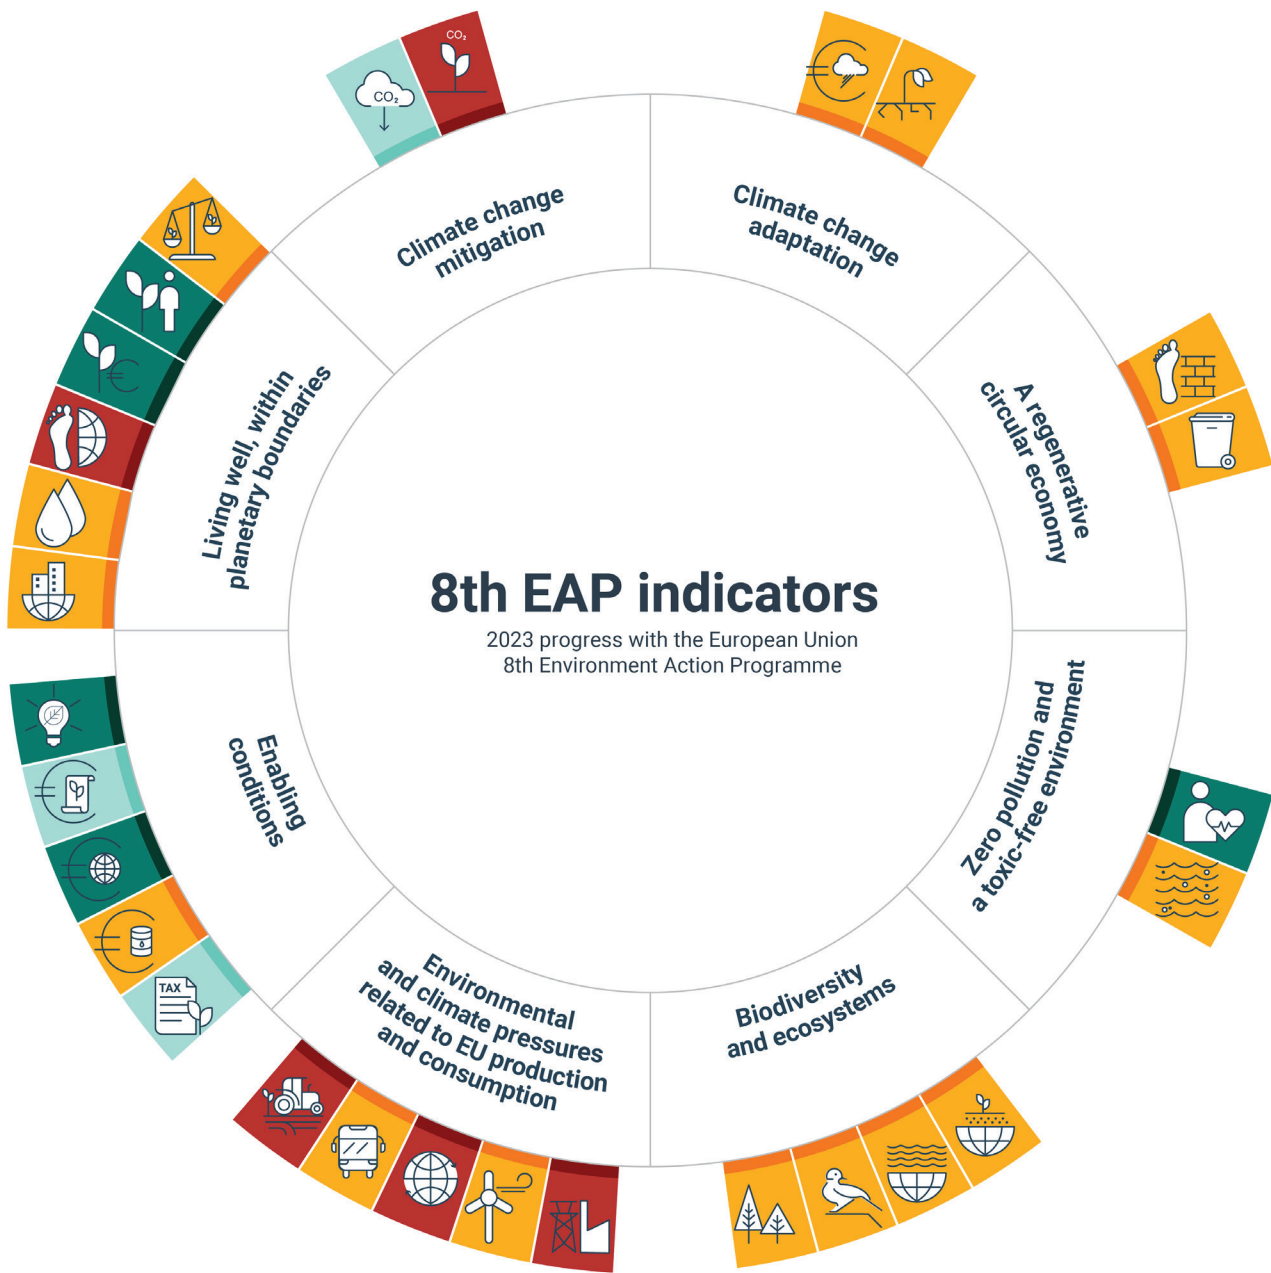 8th EAP indicators
2023 progress with the European Union
8th Environment Action Programme
Climate change
mitigation
Climate change
adaptation
A regenerative
circular economy
Zero pollution and
a toxic-free environment
Biodiversity
and ecosystems
Environmental
and climate pressures
related to EU production
and consumption
Enabling
conditions
Living well, within
planetary boundaries
CO₂
CO₂
TAX